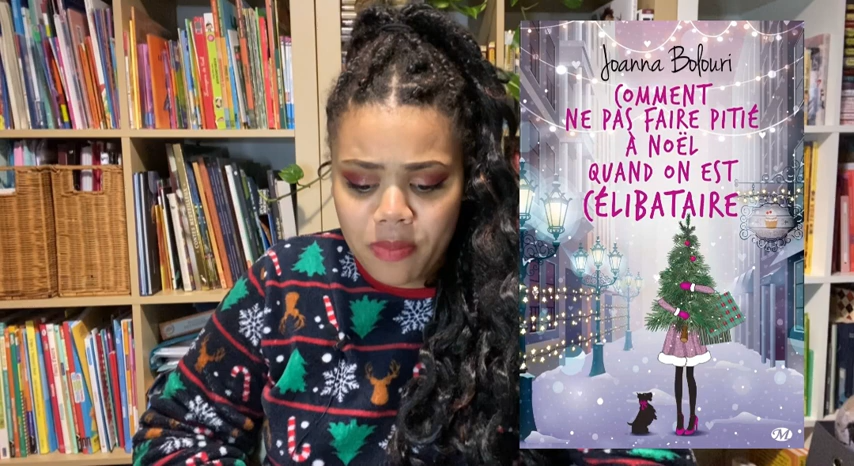 Joanna Bolouri
COMMENT
NE PAS FAIRE PITIÉ
À NOËL
QUAND ON EST
CÉLIBATAIRE
M